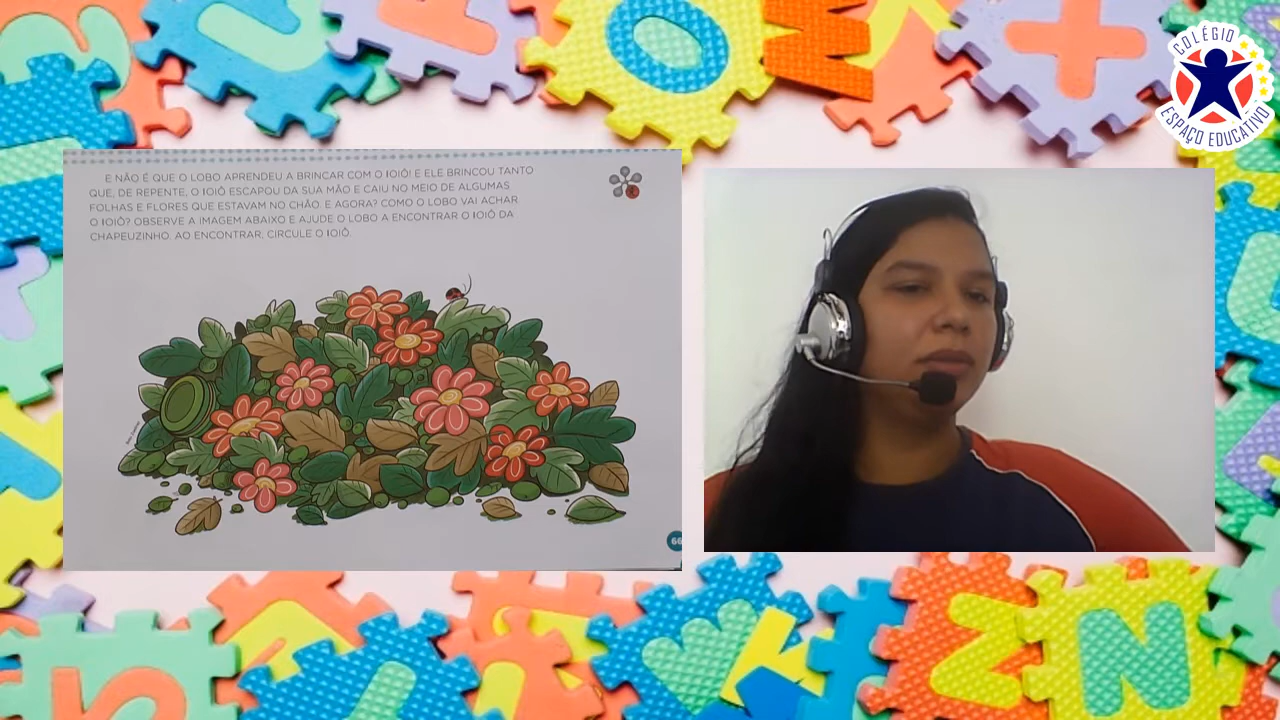 COLÉGIO
ESPAÇO EDUCATIVO
E NÃO É QUE O LOBO APRENDEU A BRINCAR COM O IOIÔ! E ELE BRINCOU TANTO
QUE, DE REPENTE, O IOIÔ ESCAPOU DA SUA MÃO E CAIU NO MEIO DE ALGUMAS
FOLHAS E FLORES QUE ESTAVAM NO CHÃO. E AGORA? COMO O LOBO VAI ACHAR
O IOIÔ? OBSERVE A IMAGEM ABAIXO E AJUDE O LOBO A ENCONTRAR O IOIÔ DA
CHAPEUZINHO. AO ENCONTRAR, CIRCULE O IOIÔ.
66